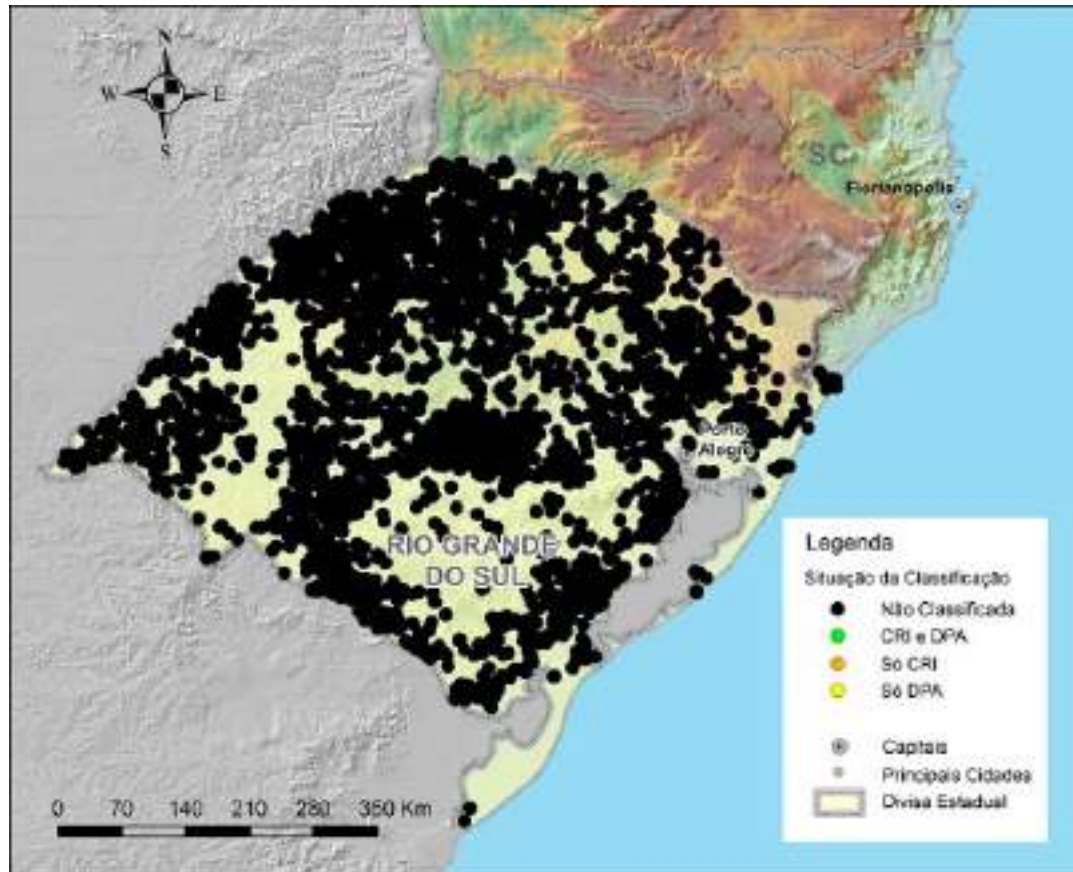 N
W E
S
SC
Florianópolis
Porto
Alegre
RIO GRANDE
DO SUL
Legenda
Situação da Classificação
Não Classificada
CRI e DPA
Só CRI
Só DPA
Capitais
Principais Cidades
Divisa Estadual
0 70 140 210 280 350 Km